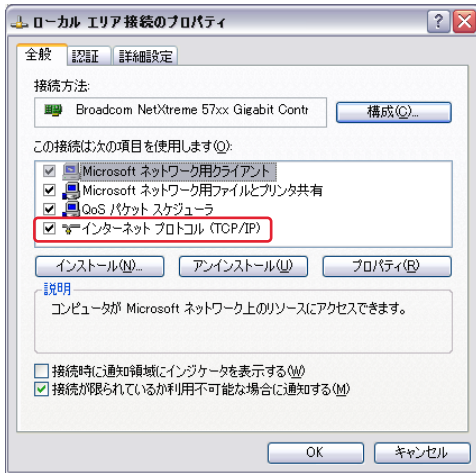 ローカル エリア接続のプロパティ
全般 認証 詳細設定
接続方法:
Broadcom NetXtreme 57xx Gigabit Contr 構成(C)...
この接続は次の項目を使用します(O):
Microsoft ネットワーク用クライアント
Microsoft ネットワーク用ファイルとプリンタ共有
QoS パケット スケジューラ
インターネット プロトコル (TCP/IP)
インストール(N)... アンインストール(U) プロパティ(R)
説明
コンピュータが Microsoft ネットワーク上のリソースにアクセスできます。
接続時に通知領域にインジケータを表示する(W)
接続が限られているか利用不可能な場合に通知する(M)
OK キャンセル